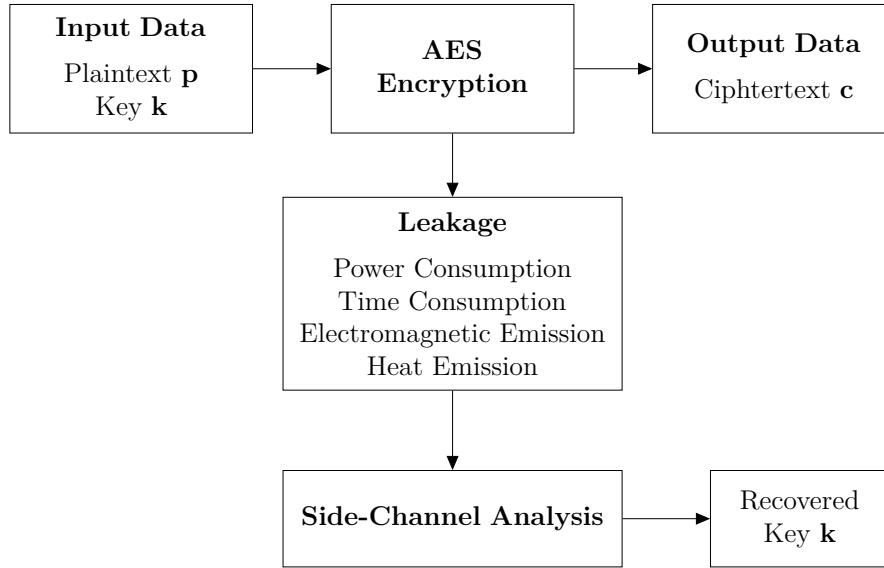 Input Data
Plaintext p
Key k
AES
Encryption
Output Data
Ciphtertext c
Leakage
Power Consumption
Time Consumption
Electromagnetic Emission
Heat Emission
Side-Channel Analysis
Recovered
Key k